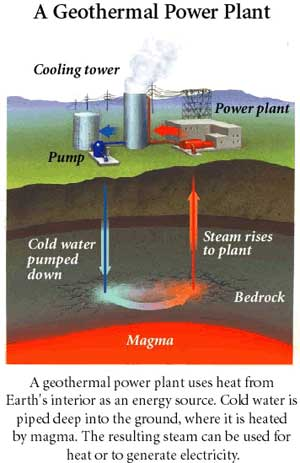 A Geothermal Power Plant
Cooling tower
Power plant
Pump
Cold water
pumped
down
Steam rises
to plant
Bedrock
Magma
A geothermal power plant uses heat from
Earth's interior as an energy source. Cold water is
piped deep into the ground, where it is heated
by magma. The resulting steam can be used for
heat or to generate electricity.